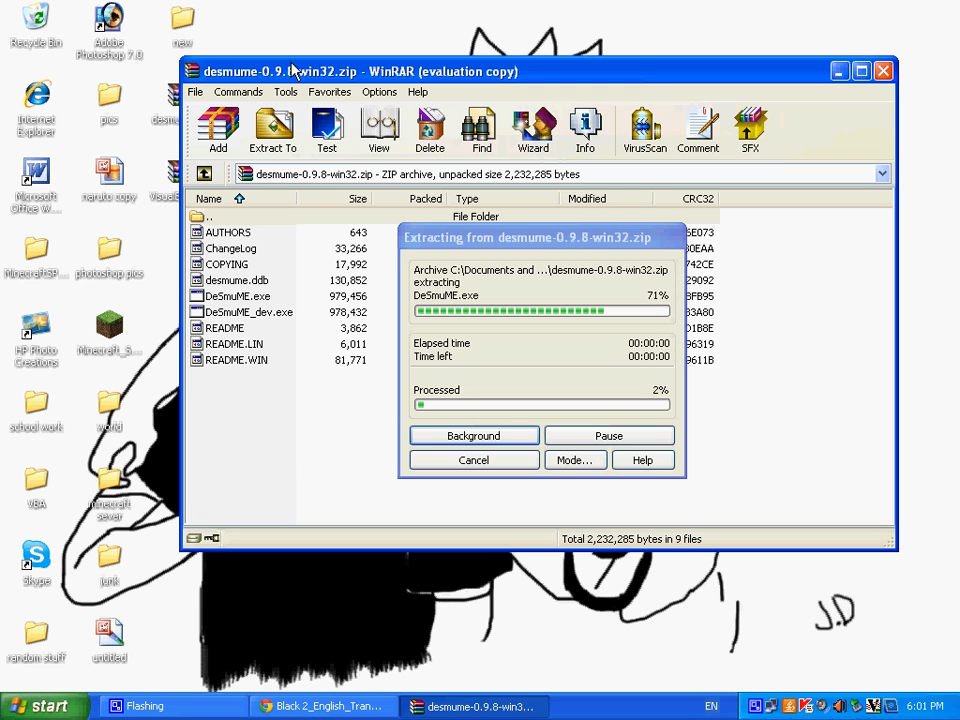 Recycle Bin
Adobe
Photoshop 7.0
new
Internet
Explorer
pics
Microsoft
Office W...
naruto copy
MinecraftSP...
photoshop pics
HP Photo
Creations
Minecraft_S...
school work
world
VBA
minecraft
sever
Skype
junk
random stuff
untitled
desmume-0.9.8-win32.zip - WinRAR (evaluation copy)
File Commands Tools Favorites Options Help
Add Extract To Test View Delete Find Wizard Info VirusScan Comment SFX
desmume-0.9.8-win32.zip - ZIP archive, unpacked size 2,232,285 bytes
Name Size Packed Type Modified CRC32
.. File Folder
AUTHORS 643
ChangeLog 33,266
COPYING 17,992
desmume.ddb 130,852
DeSmuME.exe 979,456
DeSmuME_dev.exe 978,432
README 3,862
README.LIN 6,011
README.WIN 81,771
Extracting from desmume-0.9.8-win32.zip
Archive C:\Documents and ...\desmume-0.9.8-win32.zip
extracting
DeSmuME.exe 71%
Elapsed time 00:00:00
Time left 00:00:00
Processed 2%
Background Pause
Cancel Mode... Help
Total 2,232,285 bytes in 9 files
J.D
start Flashing Black 2_English_Tran... desmume-0.9.8-win3... EN 6:01 PM